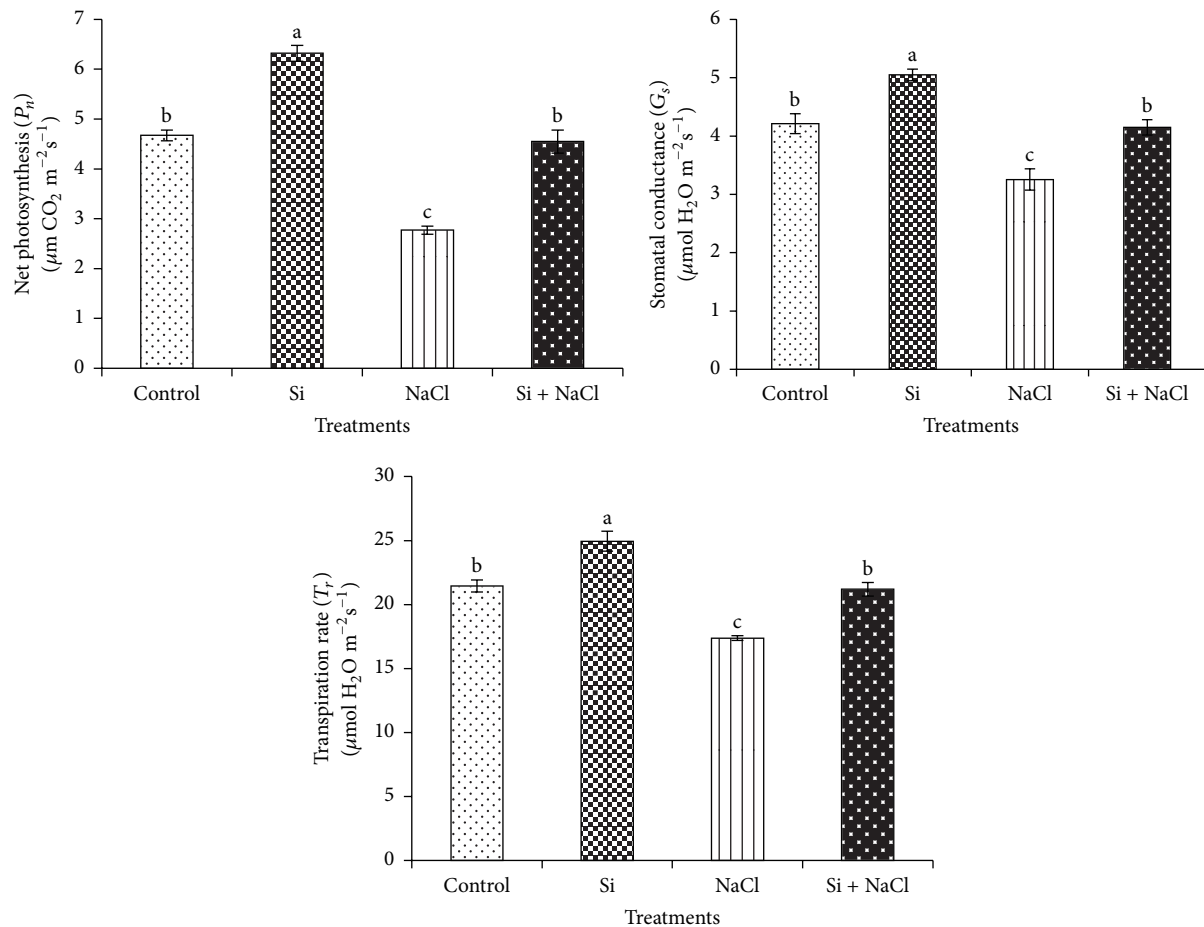 Net photosynthesis (Pₙ)
(μm CO₂ m⁻²s⁻¹)
7
6
5
4
3
2
1
0
b
a
c
b
Control Si NaCl Si + NaCl
Treatments
Stomatal conductance (Gₛ)
(μmol H₂O m⁻²s⁻¹)
6
5
4
3
2
1
0
b
a
c
b
Control Si NaCl Si + NaCl
Treatments
Transpiration rate (Tᵣ)
(μmol H₂O m⁻²s⁻¹)
30
25
20
15
10
5
0
b
a
c
b
Control Si NaCl Si + NaCl
Treatments